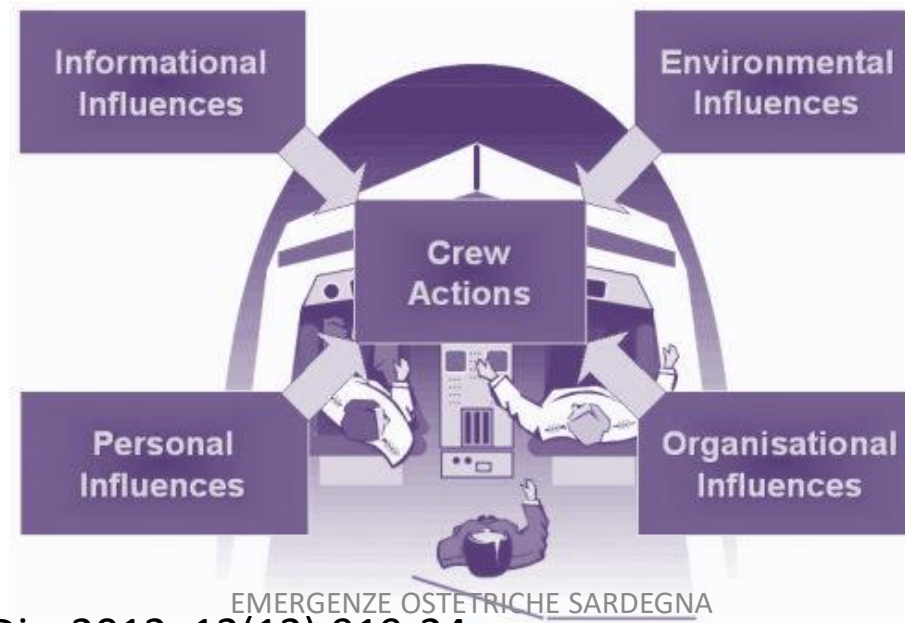 Informational
Influences
Environmental
Influences
Crew
Actions
Personal
Influences
Organisational
Influences
EMERGENZE OSTETRICHE SARDEGNA